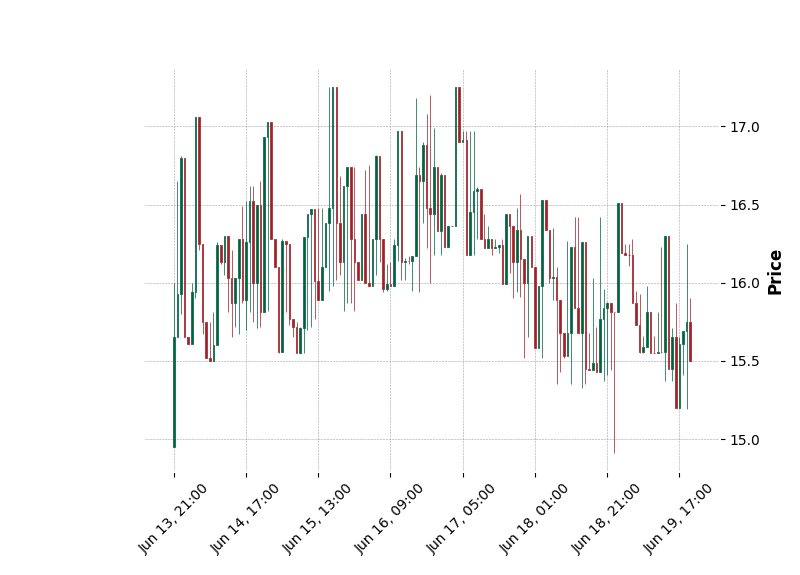 17.0
16.5
16.0
15.5
15.0
Price
Jun 13, 21:00
Jun 14, 17:00
Jun 15, 13:00
Jun 16, 09:00
Jun 17, 05:00
Jun 18, 01:00
Jun 18, 21:00
Jun 19, 17:00